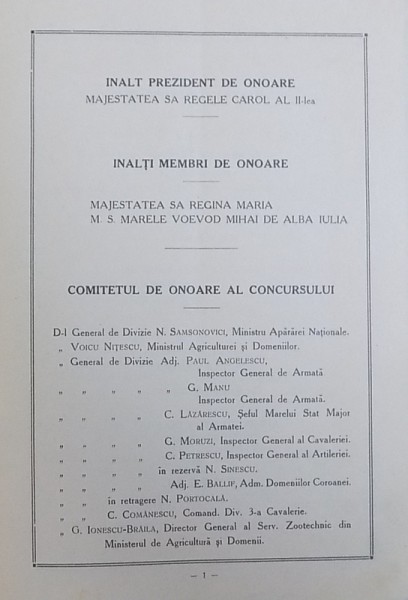 INALT PREZIDENT DE ONOARE
MAJESTATEA SA REGELE CAROL AL II-lea
INALȚI MEMBRI DE ONOARE
MAJESTATEA SA REGINA MARIA
M. S. MARELE VOEVOD MIHAI DE ALBA IULIA
COMITETUL DE ONOARE AL CONCURSULUI
D-l General de Divizie N. SAMSONOVICI, Ministru Apărărei Naționale.
„ VOICU NIȚESCU, Ministrul Agriculturei și Domeniilor.
„ General de Divizie Adj. PAUL ANGELESCU,
Inspector General de Armată
„ „ „ „ „ G. MANU
Inspector General de Armată.
„ „ „ „ C. LĂZĂRESCU, Șeful Marelui Stat Major
al Armatei.
„ „ „ „ G. MORUZI, Inspector General al Cavaleriei.
„ „ „ „ C. PETRESCU, Inspector General al Artileriei.
„ „ „ „ in rezervă N. SINESCU.
„ „ „ „ Adj. E. BALLIF, Adm. Domeniilor Coroanei.
„ „ in retragere N. PORTOCALĂ.
„ „ C. COMĂNESCU, Comand. Div. 3-a Cavalerie.
„ G. IONESCU-BRĂILA, Director General al Serv. Zootechnic din
Ministerul de Agricultură și Domenii.
— 1 —